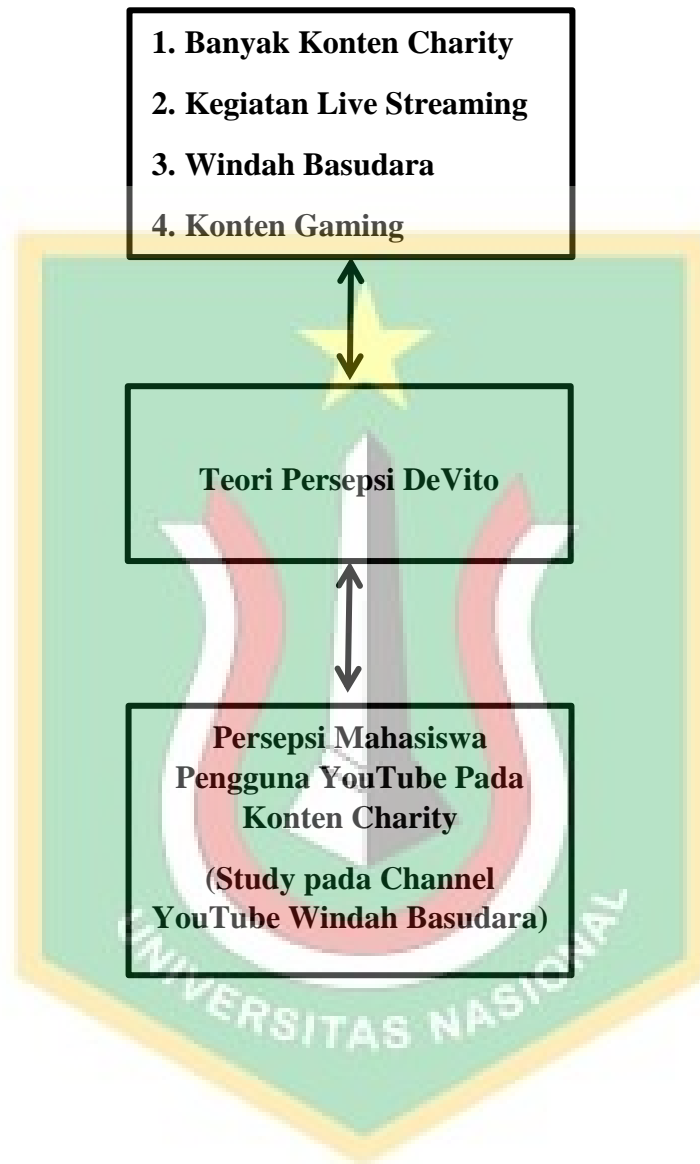 1. Banyak Konten Charity
2. Kegiatan Live Streaming
3. Windah Basudara
4. Konten Gaming
Teori Persepsi DeVito
Persepsi Mahasiswa
Pengguna YouTube Pada
Konten Charity
(Study pada Channel
YouTube Windah Basudara)
UNIVERSITAS NASIONAL